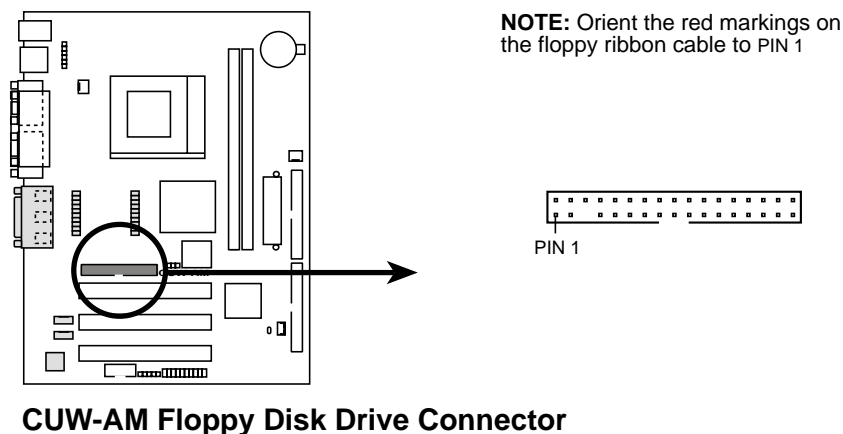 NOTE: Orient the red markings on
the floppy ribbon cable to PIN 1
PIN 1
CUW-AM Floppy Disk Drive Connector